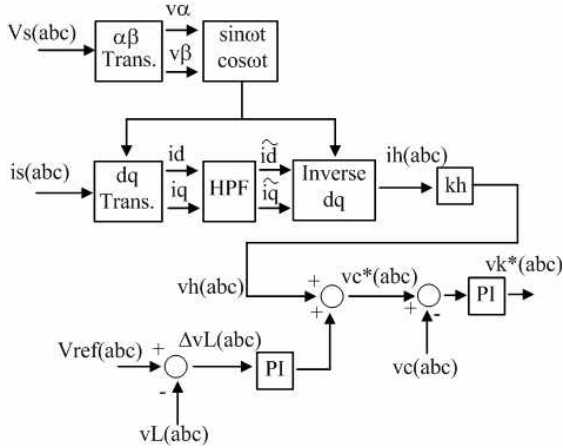 Vs(abc)
αβ
Trans.
vα
vβ
sinωt
cosωt
is(abc)
dq
Trans.
id
iq
HPF
ĩd
ĩq
Inverse
dq
ih(abc)
kh
vh(abc)
+
+
vc*(abc)
+
-
PI
vk*(abc)
vc(abc)
Vref(abc)
+
-
ΔvL(abc)
PI
vL(abc)